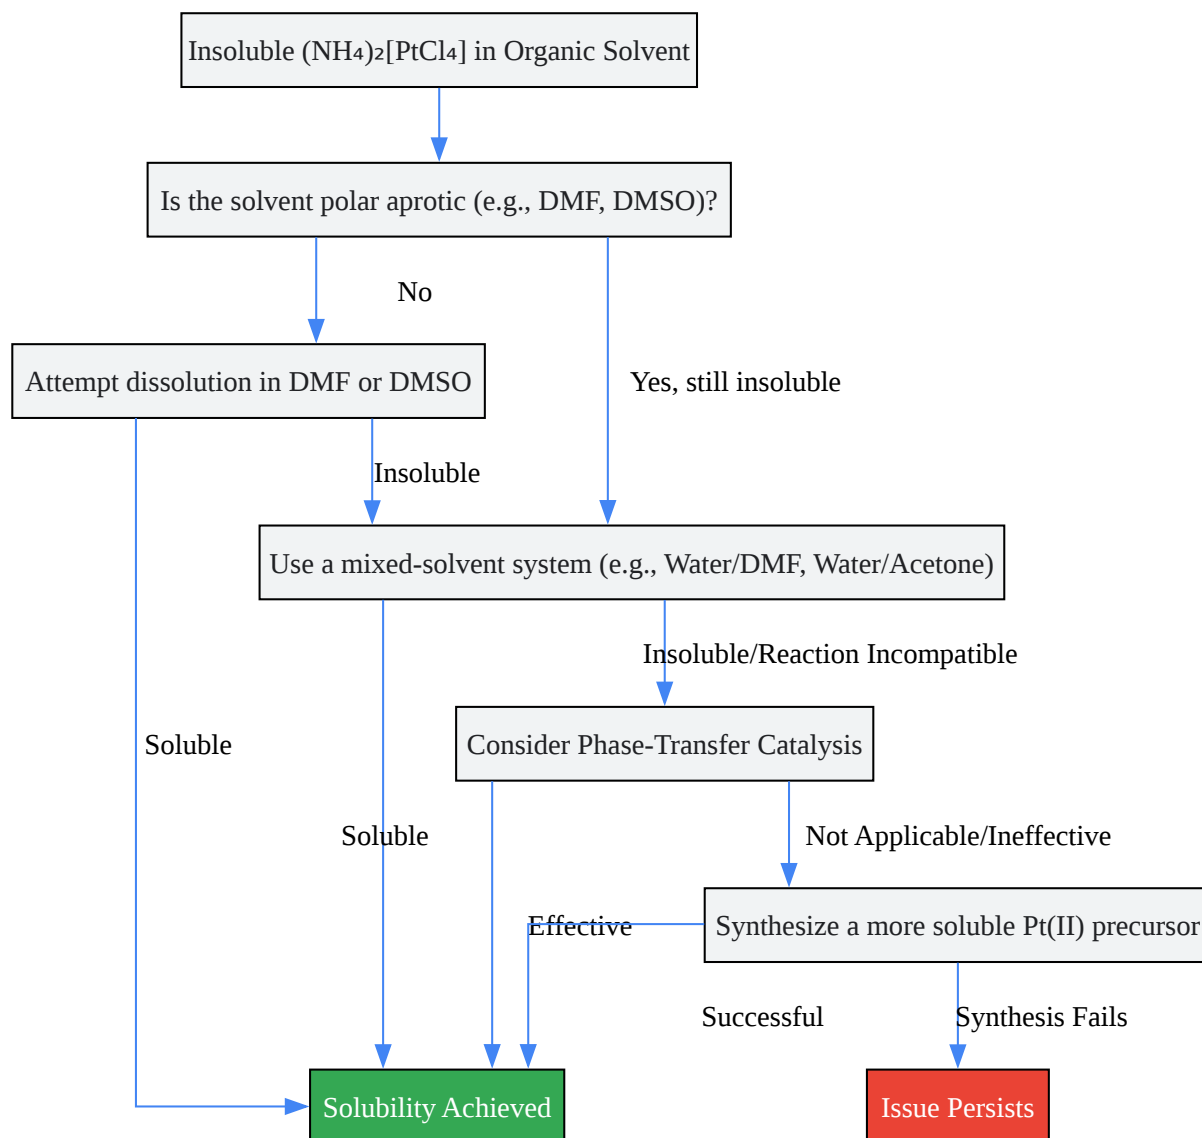 Insoluble (NH₄)₂[PtCl₄] in Organic Solvent
Is the solvent polar aprotic (e.g., DMF, DMSO)?
No
Attempt dissolution in DMF or DMSO
Yes, still insoluble
Insoluble
Use a mixed-solvent system (e.g., Water/DMF, Water/Acetone)
Insoluble/Reaction Incompatible
Soluble
Consider Phase-Transfer Catalysis
Soluble
Not Applicable/Ineffective
Effective
Synthesize a more soluble Pt(II) precursor
Successful
Synthesis Fails
Solubility Achieved
Issue Persists